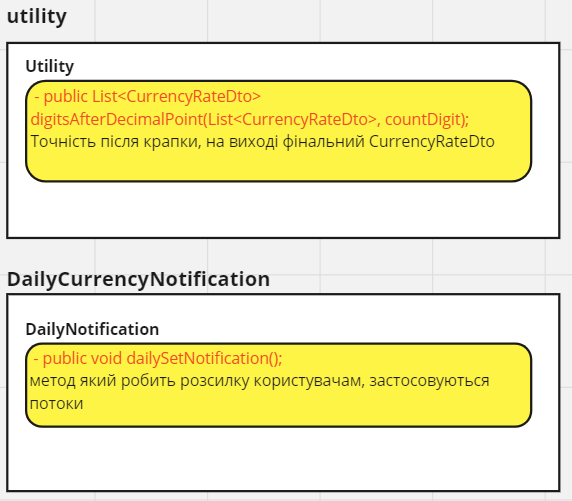 utility
Utility
- public List<CurrencyRateDto>
digitsAfterDecimalPoint(List<CurrencyRateDto>, countDigit);
Точність після крапки, на виході фінальний CurrencyRateDto
DailyCurrencyNotification
DailyNotification
- public void dailySetNotification();
метод який робить розсилку користувачам, застосовуються
потоки